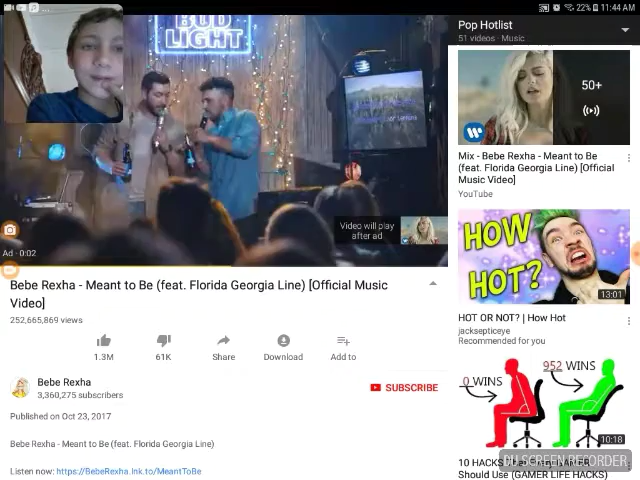 22% 11:44 AM
BUD
LIGHT
Video will play
after ad
Ad · 0:02
Bebe Rexha - Meant to Be (feat. Florida Georgia Line) [Official Music
Video]
252,665,869 views
1.3M
61K
Share
Download
Add to
Bebe Rexha
3,360,275 subscribers
SUBSCRIBE
Published on Oct 23, 2017
Bebe Rexha - Meant to Be (feat. Florida Georgia Line)
Listen now: https://BebeRexha.lnk.to/MeantToBe
Pop Hotlist
51 videos · Music
50+
Mix - Bebe Rexha - Meant to Be
(feat. Florida Georgia Line) [Official
Music Video]
YouTube
HOW
HOT?
13:01
HOT OR NOT? | How Hot
jacksepticeye
Recommended for you
0 WINS
952 WINS
10:18
10 HACKS
DU SCREEN RECORDER
Should Use (GAMER LIFE HACKS)